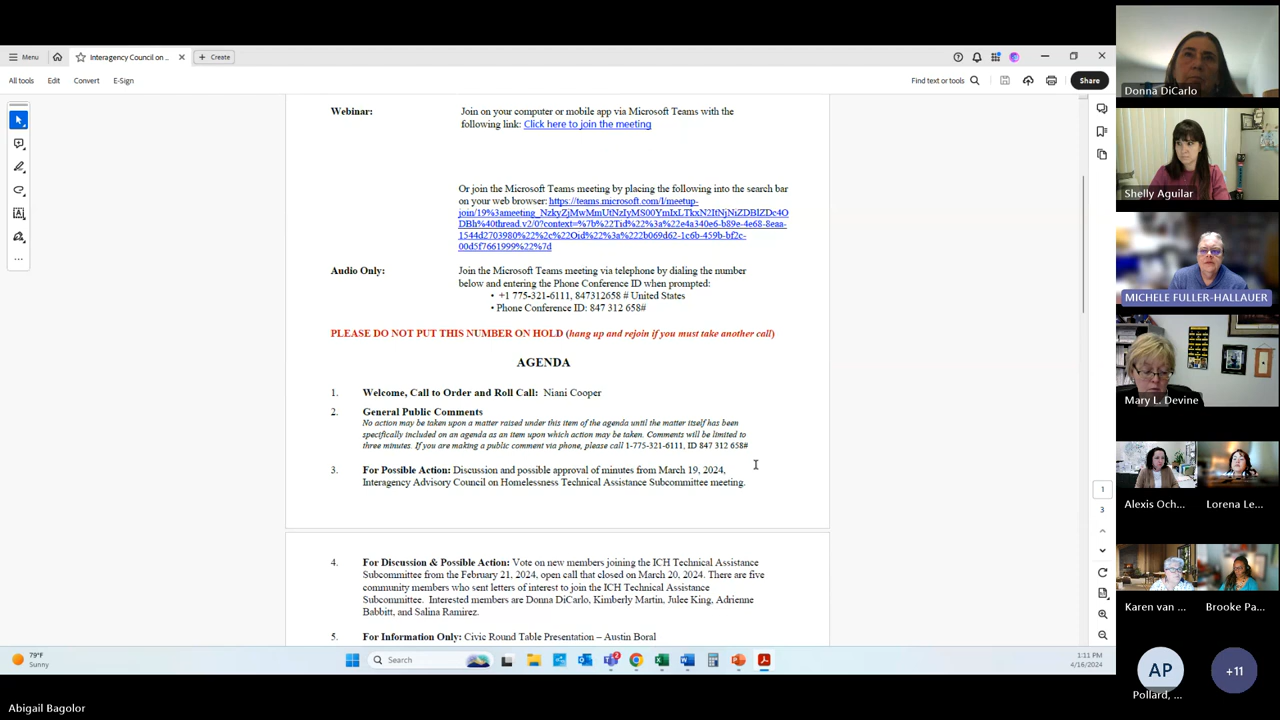 Menu
Interagency Council on ...
Create
All tools
Edit
Convert
E-Sign
Find text or tools
Share
Webinar:
Join on your computer or mobile app via Microsoft Teams with the
following link: Click here to join the meeting
Or join the Microsoft Teams meeting by placing the following into the search bar
on your web browser: https://teams.microsoft.com/l/meetup-
Audio Only:
Join the Microsoft Teams meeting via telephone by dialing the number
below and entering the Phone Conference ID when prompted:
• +1 775-321-6111, 847312658 # United States
• Phone Conference ID: 847 312 658#
PLEASE DO NOT PUT THIS NUMBER ON HOLD (hang up and rejoin if you must take another call)
AGENDA
1. Welcome, Call to Order and Roll Call: Niani Cooper
2. General Public Comments
No action may be taken upon a matter raised under this item of the agenda until the matter itself has been
specifically included on an agenda as an item upon which action may be taken. Comments will be limited to
three minutes. If you are making a public comment via phone, please call 1-775-321-6111, ID 847 312 658#
3. For Possible Action: Discussion and possible approval of minutes from March 19, 2024,
Interagency Advisory Council on Homelessness Technical Assistance Subcommittee meeting.
4. For Discussion & Possible Action: Vote on new members joining the ICH Technical Assistance
Subcommittee from the February 21, 2024, open call that closed on March 20, 2024. There are five
community members who sent letters of interest to join the ICH Technical Assistance
Subcommittee. Interested members are Donna DiCarlo, Kimberly Martin, Julee King, Adrienne
Babbitt, and Salina Ramirez.
5. For Information Only: Civic Round Table Presentation – Austin Boral
1
3
79°F
Sunny
Search
1:11 PM
4/16/2024
Abigail Bagolor
Donna DiCarlo
Shelly Aguilar
MICHELE FULLER-HALLAUER
Mary L. Devine
Alexis Och...
Lorena Le...
Karen van ...
Brooke Pa...
AP
Pollard, ...
+11